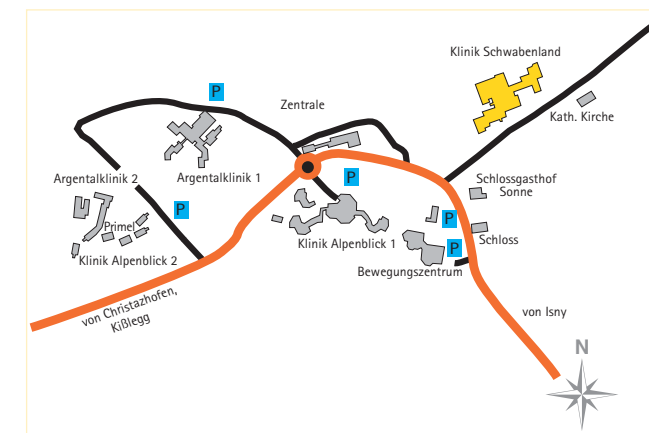 Klinik Schwabenland
P
Zentrale
Kath. Kirche
Argentalklinik 2
Argentalklinik 1
P
Schlossgasthof
Sonne
P
P
Primel
Klinik Alpenblick 1
Schloss
P
Klinik Alpenblick 2
Bewegungszentrum
von Christazhofen,
Kißlegg
von Isny
N